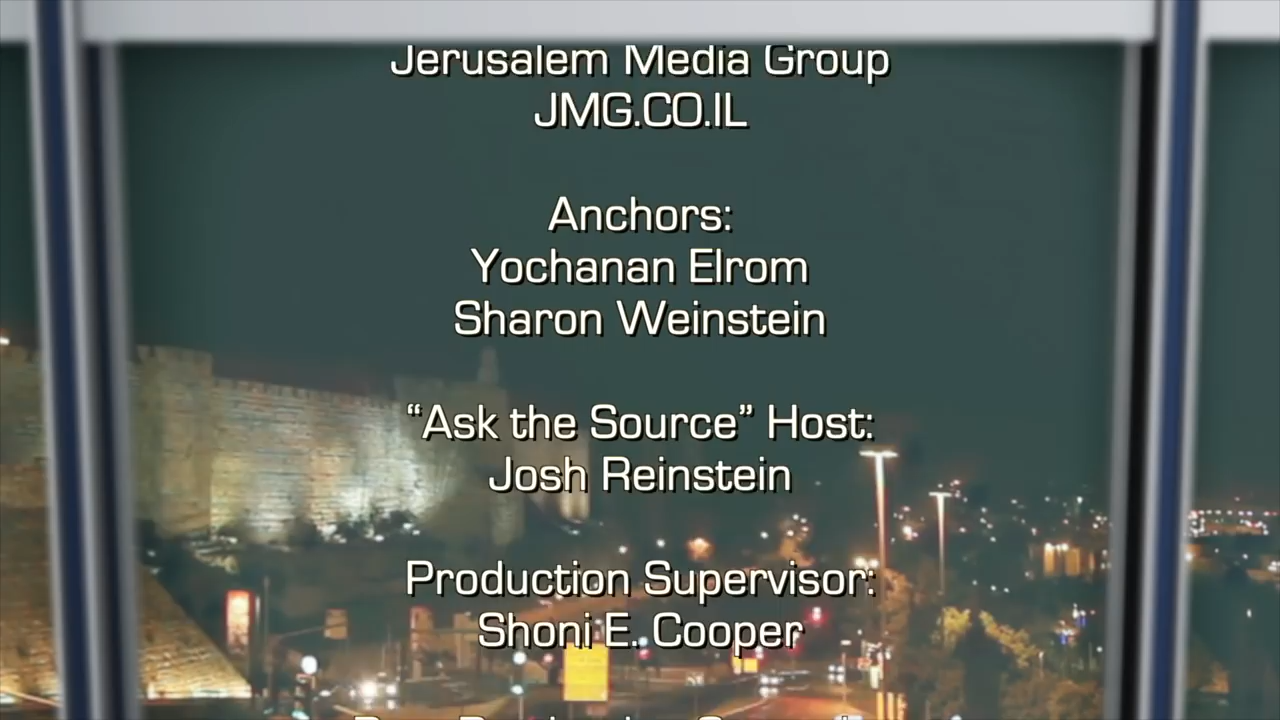 Jerusalem Media Group
JMG.CO.IL
Anchors:
Yochanan Elrom
Sharon Weinstein
“Ask the Source” Host:
Josh Reinstein
Production Supervisor:
Shoni E. Cooper